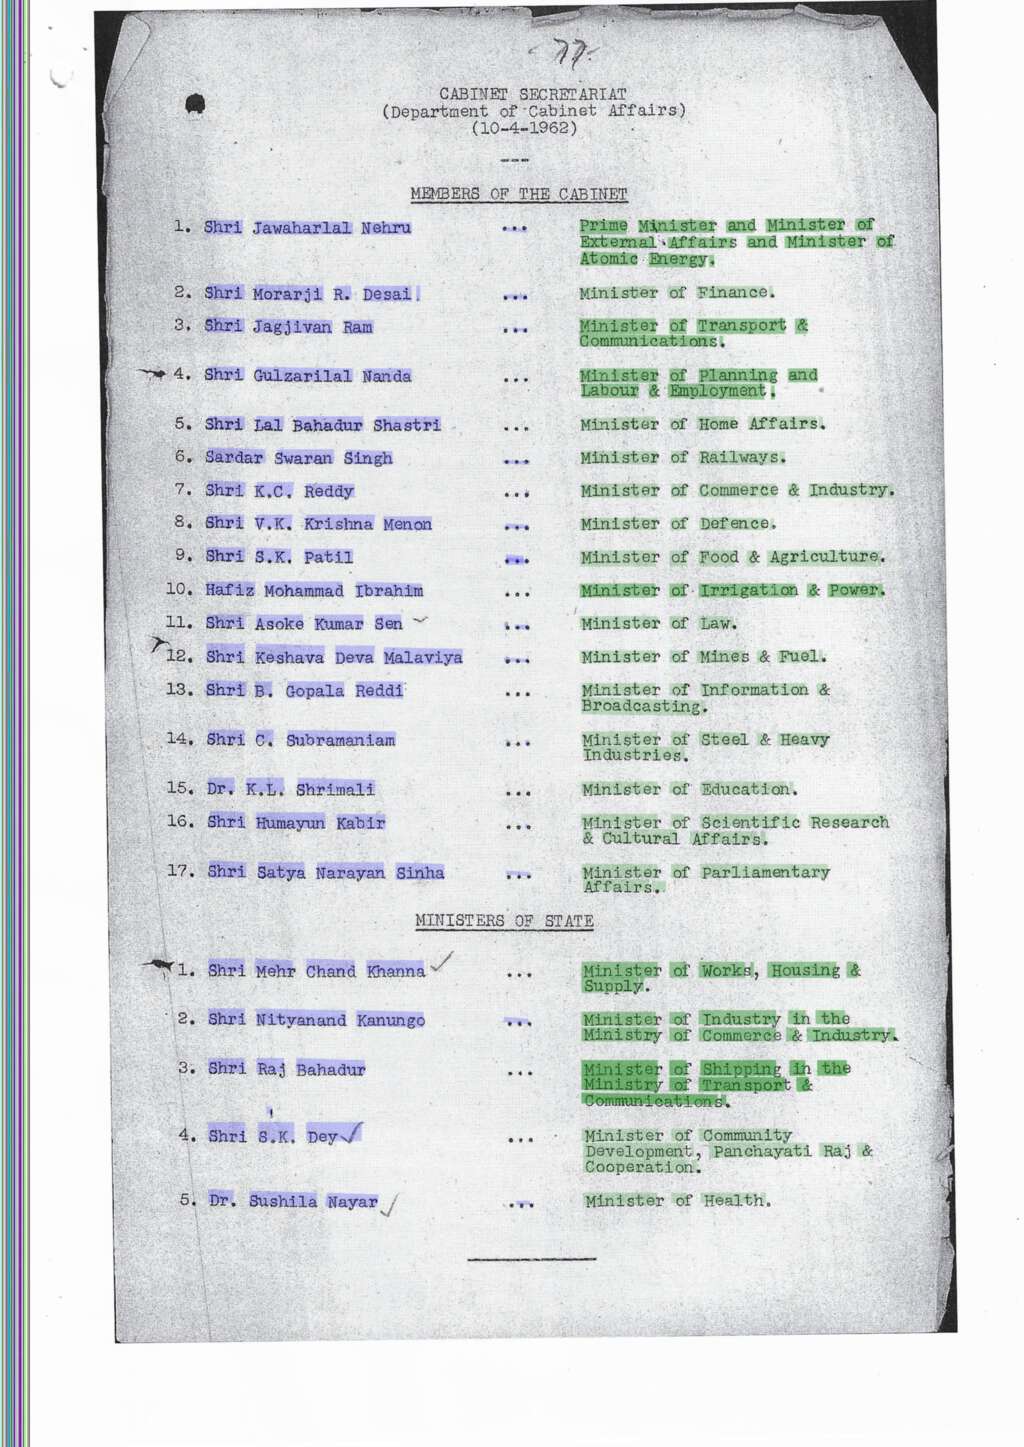 -77-
CABINET SECRETARIAT
(Department of Cabinet Affairs)
(10-4-1962)
---
MEMBERS OF THE CABINET
1. Shri Jawaharlal Nehru ... Prime Minister and Minister of
External Affairs and Minister of
Atomic Energy.
2. Shri Morarji R. Desai ... Minister of Finance.
3. Shri Jagjivan Ram ... Minister of Transport &
Communications.
4. Shri Gulzarilal Nanda ... Minister of Planning and
Labour & Employment.
5. Shri Lal Bahadur Shastri ... Minister of Home Affairs.
6. Sardar Swaran Singh ... Minister of Railways.
7. Shri K.C. Reddy ... Minister of Commerce & Industry.
8. Shri V.K. Krishna Menon ... Minister of Defence.
9. Shri S.K. Patil ... Minister of Food & Agriculture.
10. Hafiz Mohammad Ibrahim ... Minister of Irrigation & Power.
11. Shri Asoke Kumar Sen ... Minister of Law.
12. Shri Keshava Deva Malaviya ... Minister of Mines & Fuel.
13. Shri B. Gopala Reddi ... Minister of Information &
Broadcasting.
14. Shri C. Subramaniam ... Minister of Steel & Heavy
Industries.
15. Dr. K.L. Shrimali ... Minister of Education.
16. Shri Humayun Kabir ... Minister of Scientific Research
& Cultural Affairs.
17. Shri Satya Narayan Sinha ... Minister of Parliamentary
Affairs.
MINISTERS OF STATE
1. Shri Mehr Chand Khanna ... Minister of Works, Housing &
Supply.
2. Shri Nityanand Kanungo ... Minister of Industry in the
Ministry of Commerce & Industry.
3. Shri Raj Bahadur ... Minister of Shipping in the
Ministry of Transport &
Communications.
4. Shri S.K. Dey ... Minister of Community
Development, Panchayati Raj &
Cooperation.
5. Dr. Sushila Nayar ... Minister of Health.